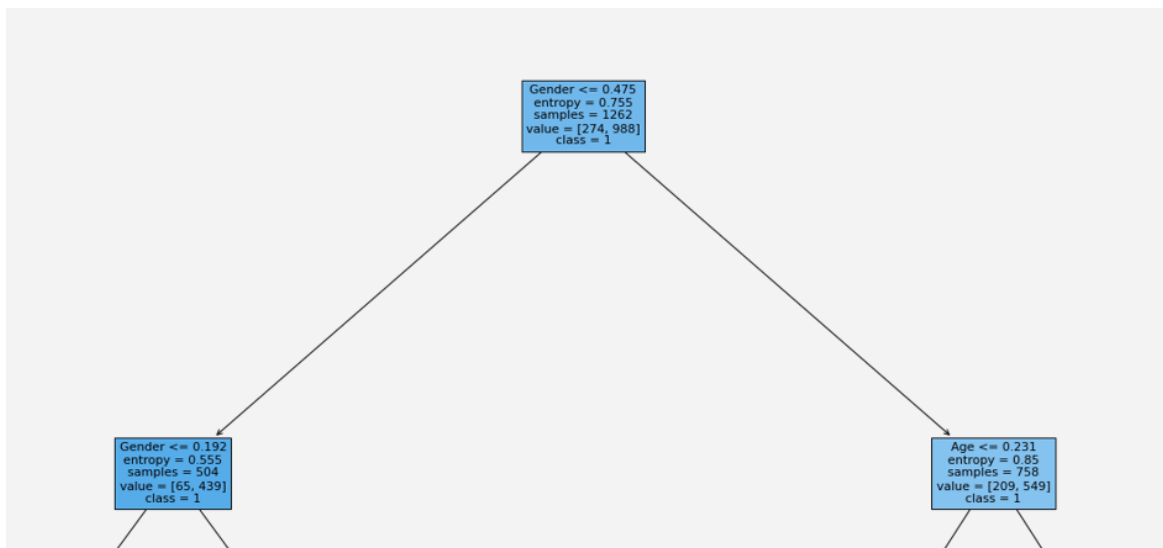 Gender <= 0.475
entropy = 0.755
samples = 1262
value = [274, 988]
class = 1
Gender <= 0.192
entropy = 0.555
samples = 504
value = [65, 439]
class = 1
Age <= 0.231
entropy = 0.85
samples = 758
value = [209, 549]
class = 1